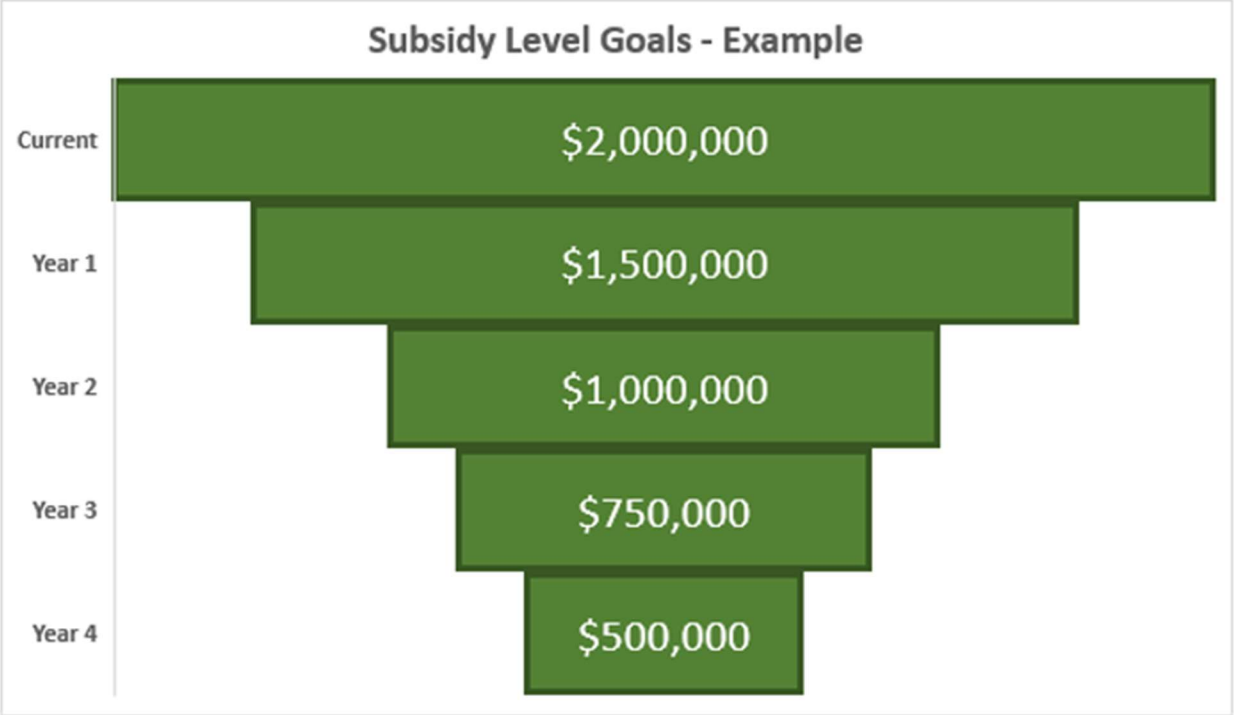 Subsidy Level Goals - Example
Current
$2,000,000
Year 1
$1,500,000
Year 2
$1,000,000
Year 3
$750,000
Year 4
$500,000